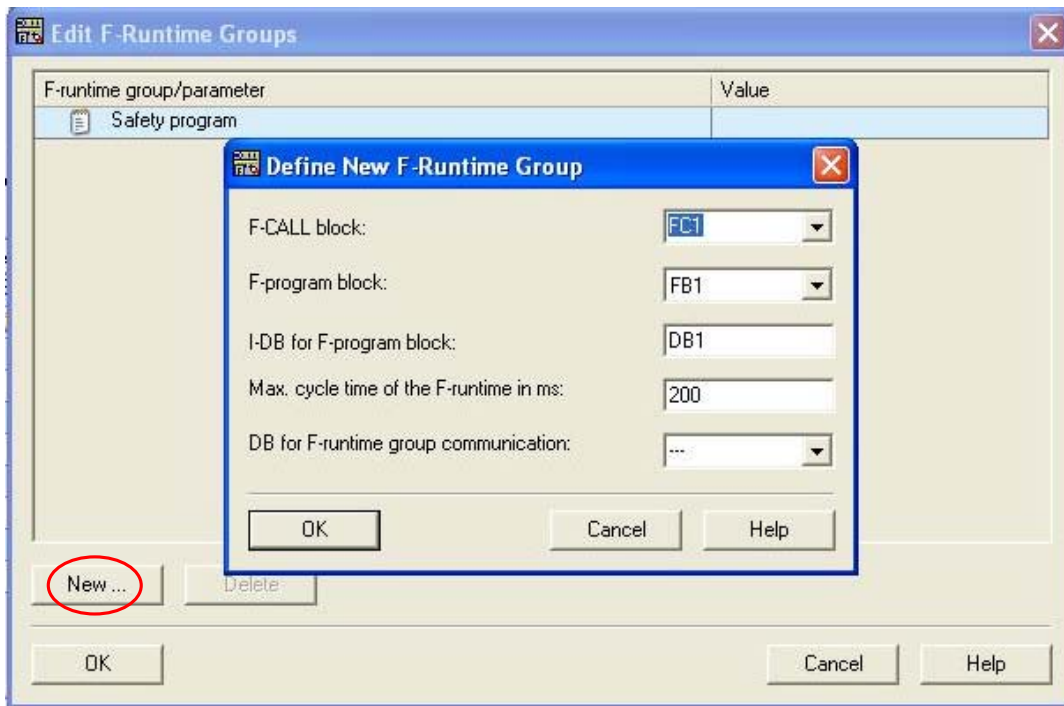 Edit F-Runtime Groups
F-runtime group/parameter Value
Safety program
Define New F-Runtime Group
F-CALL block: FC1
F-program block: FB1
I-DB for F-program block: DB1
Max. cycle time of the F-runtime in ms: 200
DB for F-runtime group communication: ---
OK Cancel Help
New ... Delete
OK Cancel Help